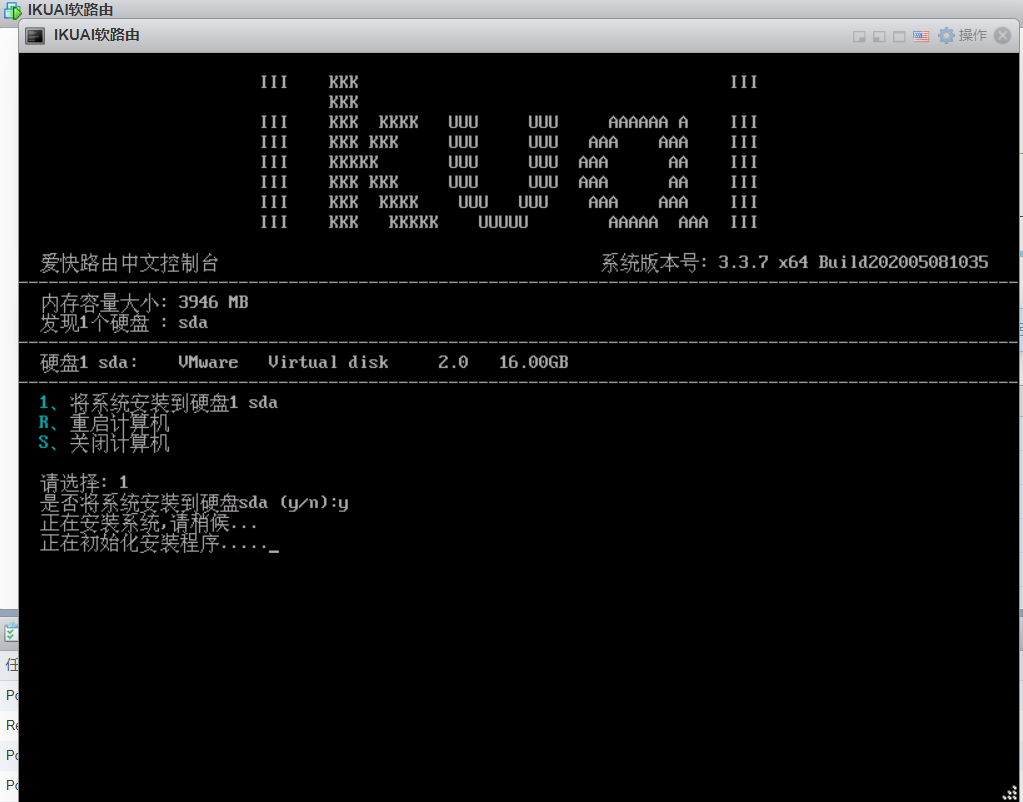 IKUAI软路由
IKUAI软路由 操作
III KKK III
KKK
III KKK KKKK UUU UUU AAAAAA A III
III KKK KKK UUU UUU AAA AAA III
III KKKKK UUU UUU AAA AA III
III KKK KKK UUU UUU AAA AA III
III KKK KKKK UUU UUU AAA AAA III
III KKK KKKKK UUUUU AAAAA AAA III
爱快路由中文控制台 系统版本号: 3.3.7 x64 Build202005081035
内存容量大小: 3946 MB
发现1个硬盘 : sda
硬盘1 sda: VMware Virtual disk 2.0 16.00GB
1、将系统安装到硬盘1 sda
R、重启计算机
S、关闭计算机
请选择: 1
是否将系统安装到硬盘sda (y/n):y
正在安装系统,请稍候...
正在初始化安装程序....._
任
Po
Re
Po
Po